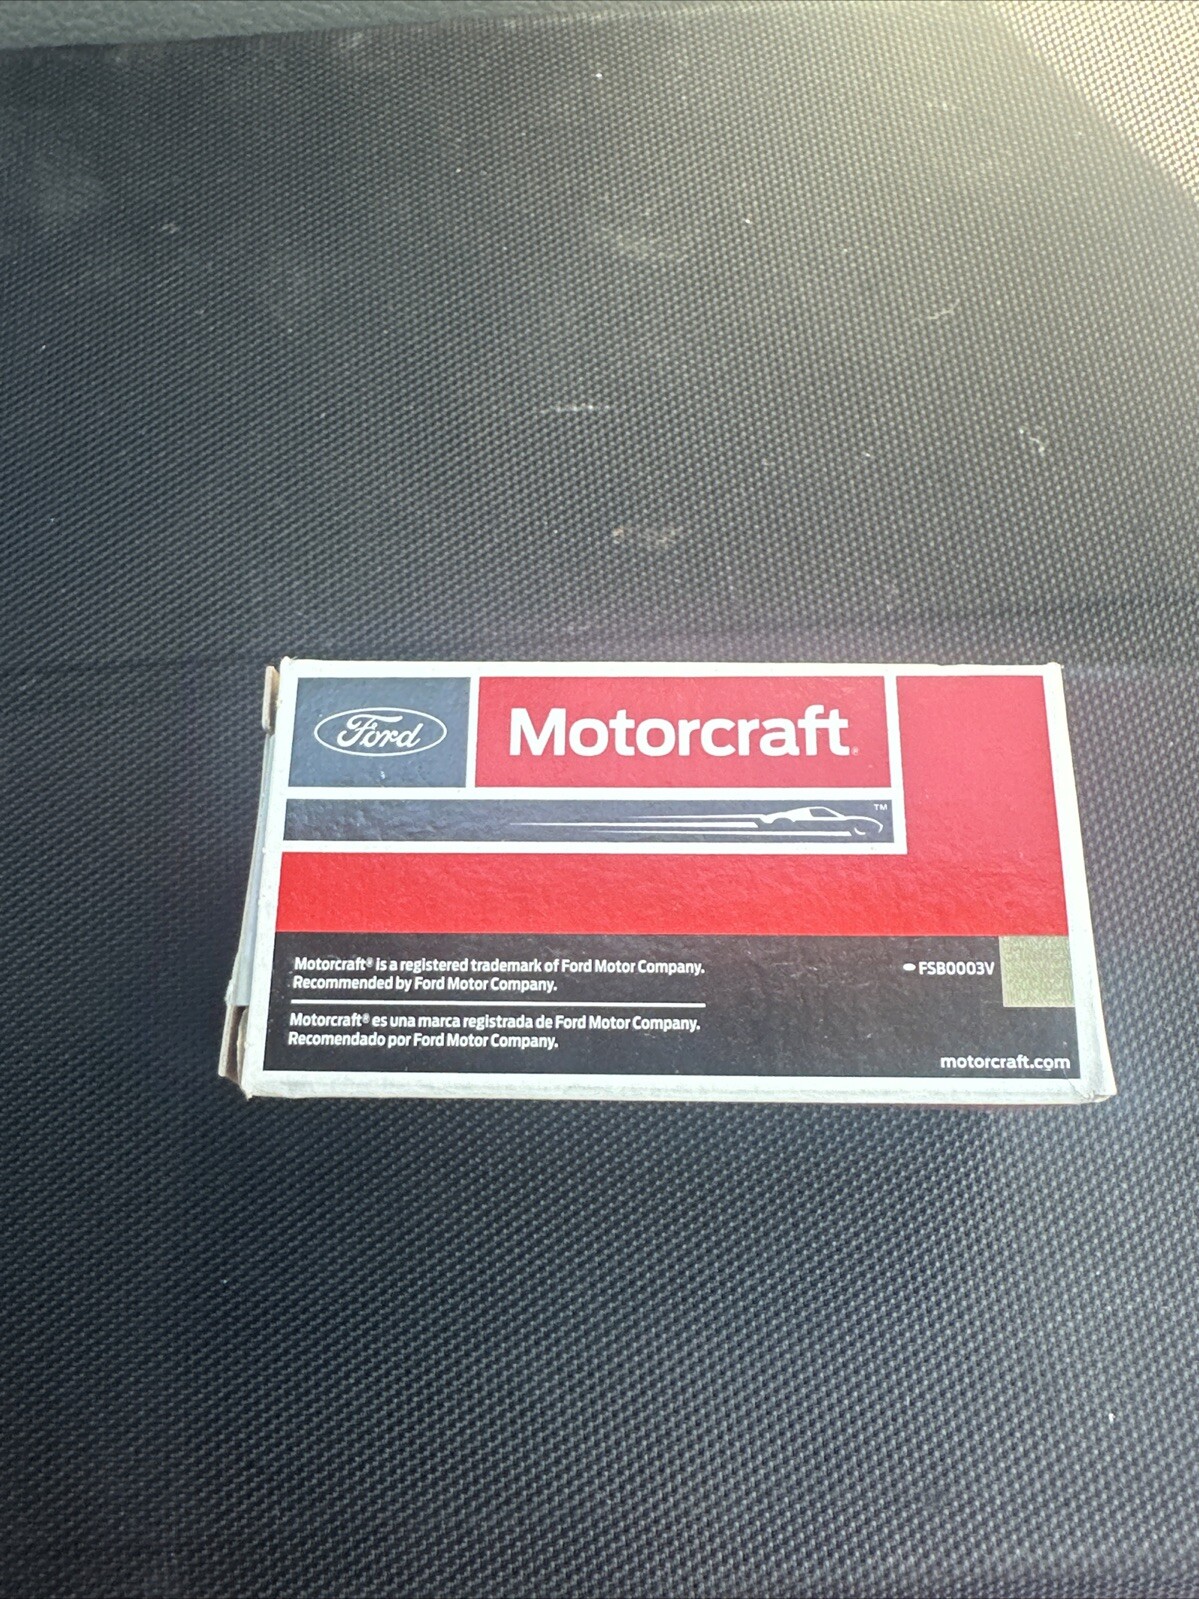 Ford
Motorcraft®
TM
Motorcraft® is a registered trademark of Ford Motor Company.
Recommended by Ford Motor Company.
FSB0003V
Motorcraft® es una marca registrada de Ford Motor Company.
Recomendado por Ford Motor Company.
motorcraft.com